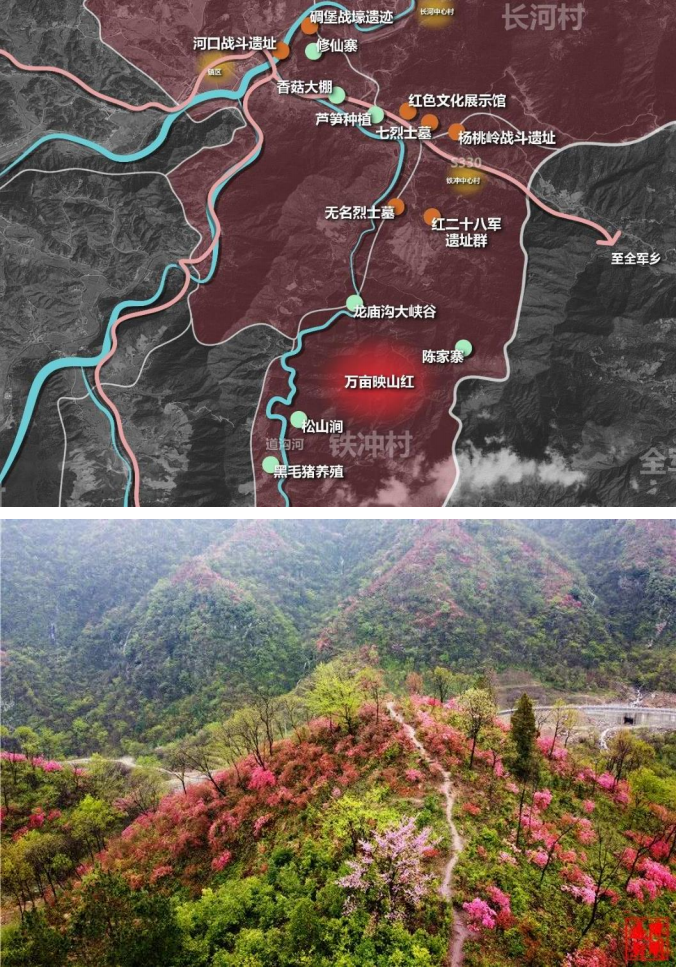 碉堡战壕遗迹
长河中心村
长河村
河口战斗遗址
修仙寨
镇区
香菇大棚
红色文化展示馆
芦笋种植
七烈士墓
杨桃岭战斗遗址
S330
铁冲中心村
无名烈士墓
红二十八军
遗址群
至全军乡
龙庙沟大峡谷
陈家寨
万亩映山红
松山涧
道沟河
铁冲村
黑毛猪养殖
全军